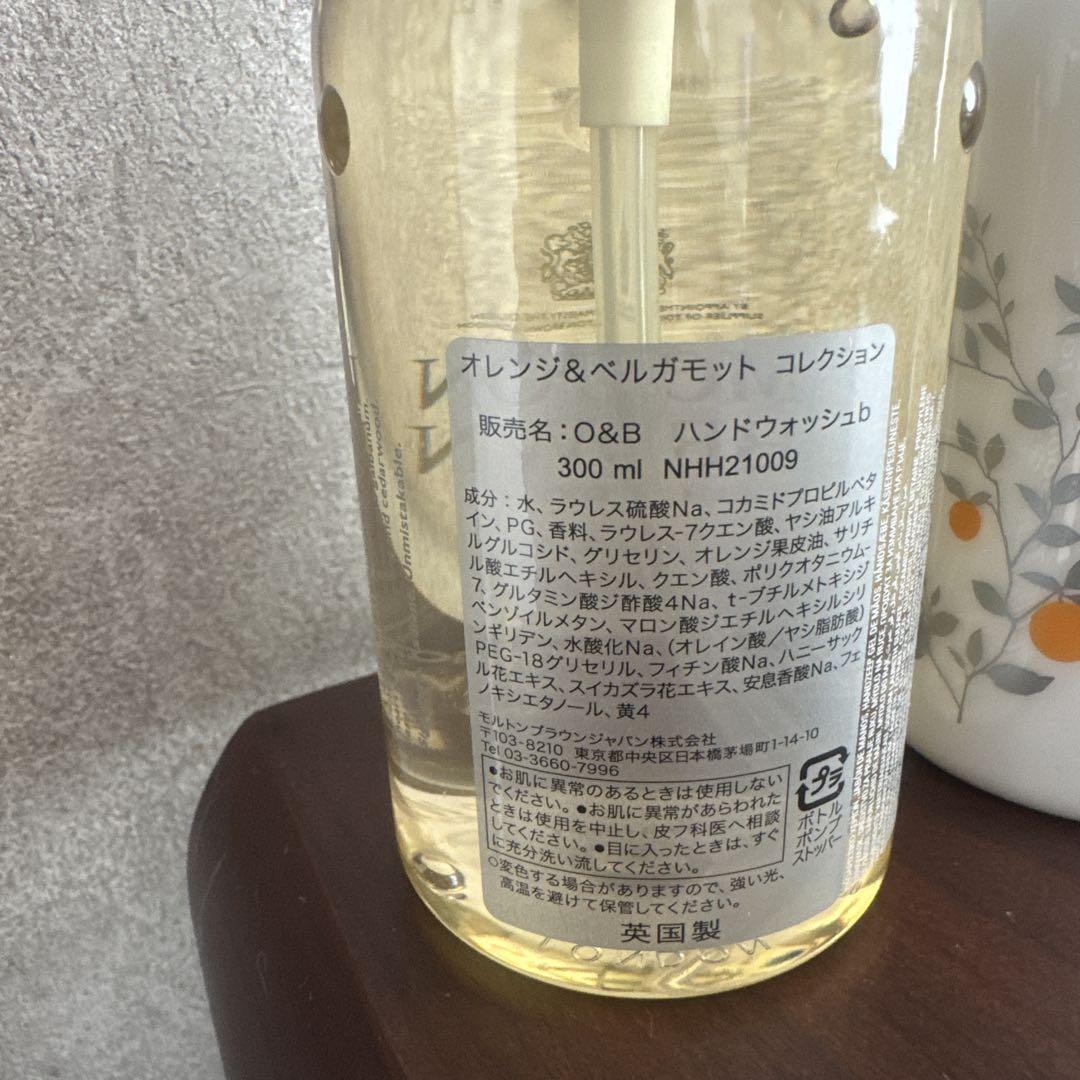 オレンジ&ベルガモット コレクション
販売名：O&B ハンドウォッシュb
300 ml NHH21009
成分：水、ラウレス硫酸Na、コカミドプロピルベタ
イン、PG、香料、ラウレス-7クエン酸、ヤシ油アルキ
ルグルコシド、グリセリン、オレンジ果皮油、サリチ
ル酸エチルヘキシル、クエン酸、ポリクオタニウム-
7、グルタミン酸ジ酢酸4Na、t-ブチルメトキシジ
ベンゾイルメタン、マロン酸ジエチルヘキシルシリ
ンギリデン、水酸化Na、（オレイン酸／ヤシ脂肪酸）
PEG-18グリセリル、フィチン酸Na、ハニーサック
ル花エキス、スイカズラ花エキス、安息香酸Na、フェ
ノキシエタノール、黄4
モルトンブラウンジャパン株式会社
〒103-8210 東京都中央区日本橋茅場町1-14-10
Tel 03-3660-7996
●お肌に異常のあるときは使用しない
でください。●お肌に異常があらわれた
ときは使用を中止し、皮フ科医へ相談
してください。●目に入ったときは、すぐ
に充分洗い流してください。
○変色する場合がありますので、強い光、
高温を避けて保管してください。
英国製
プラ
ボトル
ポンプ
ストッパー
nd cedarwood.
Unmistakable.